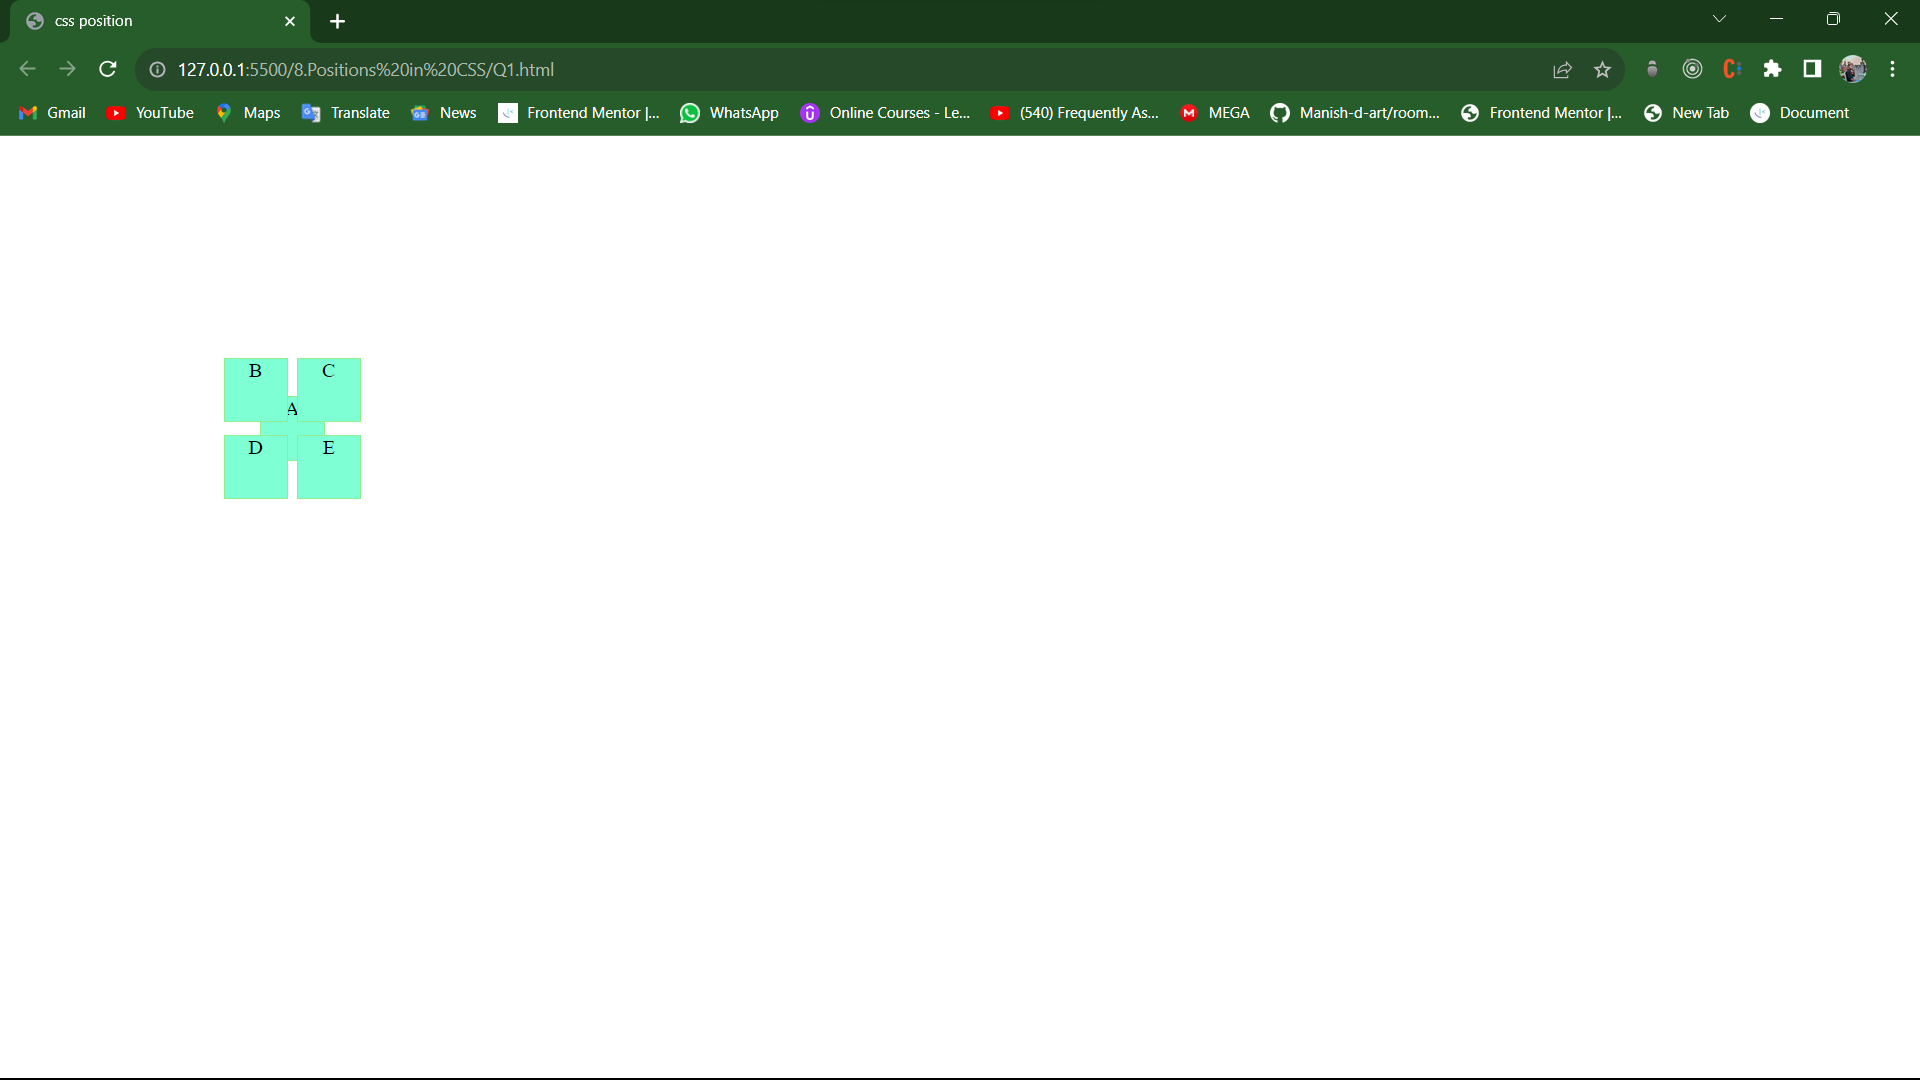 css position
127.0.0.1:5500/8.Positions%20in%20CSS/Q1.html
Gmail YouTube Maps Translate News Frontend Mentor |... WhatsApp Online Courses - Le... (540) Frequently As... MEGA Manish-d-art/room... Frontend Mentor |... New Tab Document
B C
A
D E